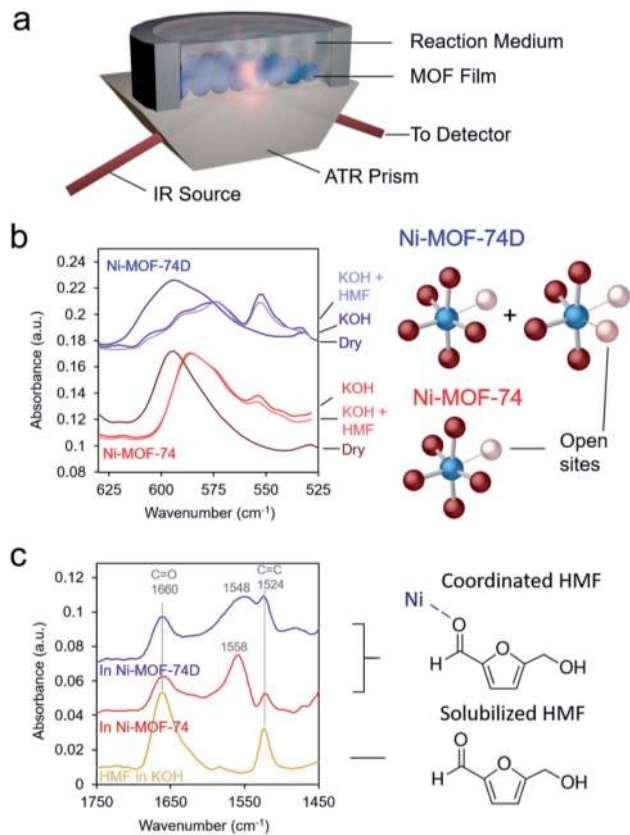 a
Reaction Medium
MOF Film
To Detector
ATR Prism
IR Source
b
Ni-MOF-74D
0.24
0.22
0.2
0.18
0.16
0.14
0.12
0.1
0.08
Absorbance (a.u.)
Ni-MOF-74
KOH +
HMF
KOH
Dry
KOH
KOH +
HMF
Dry
625 600 575 550 525
Wavenumber (cm⁻¹)
Ni-MOF-74D
+
Ni-MOF-74
Open
sites
c
0.12
0.1
0.08
0.06
0.04
0.02
0
Absorbance (a.u.)
C=O
1660
1548
C=C
1524
1558
In Ni-MOF-74D
In Ni-MOF-74
HMF in KOH
1750 1650 1550 1450
Wavenumber (cm⁻¹)
Coordinated HMF
Ni
O
H O OH
Solubilized HMF
O
H O OH